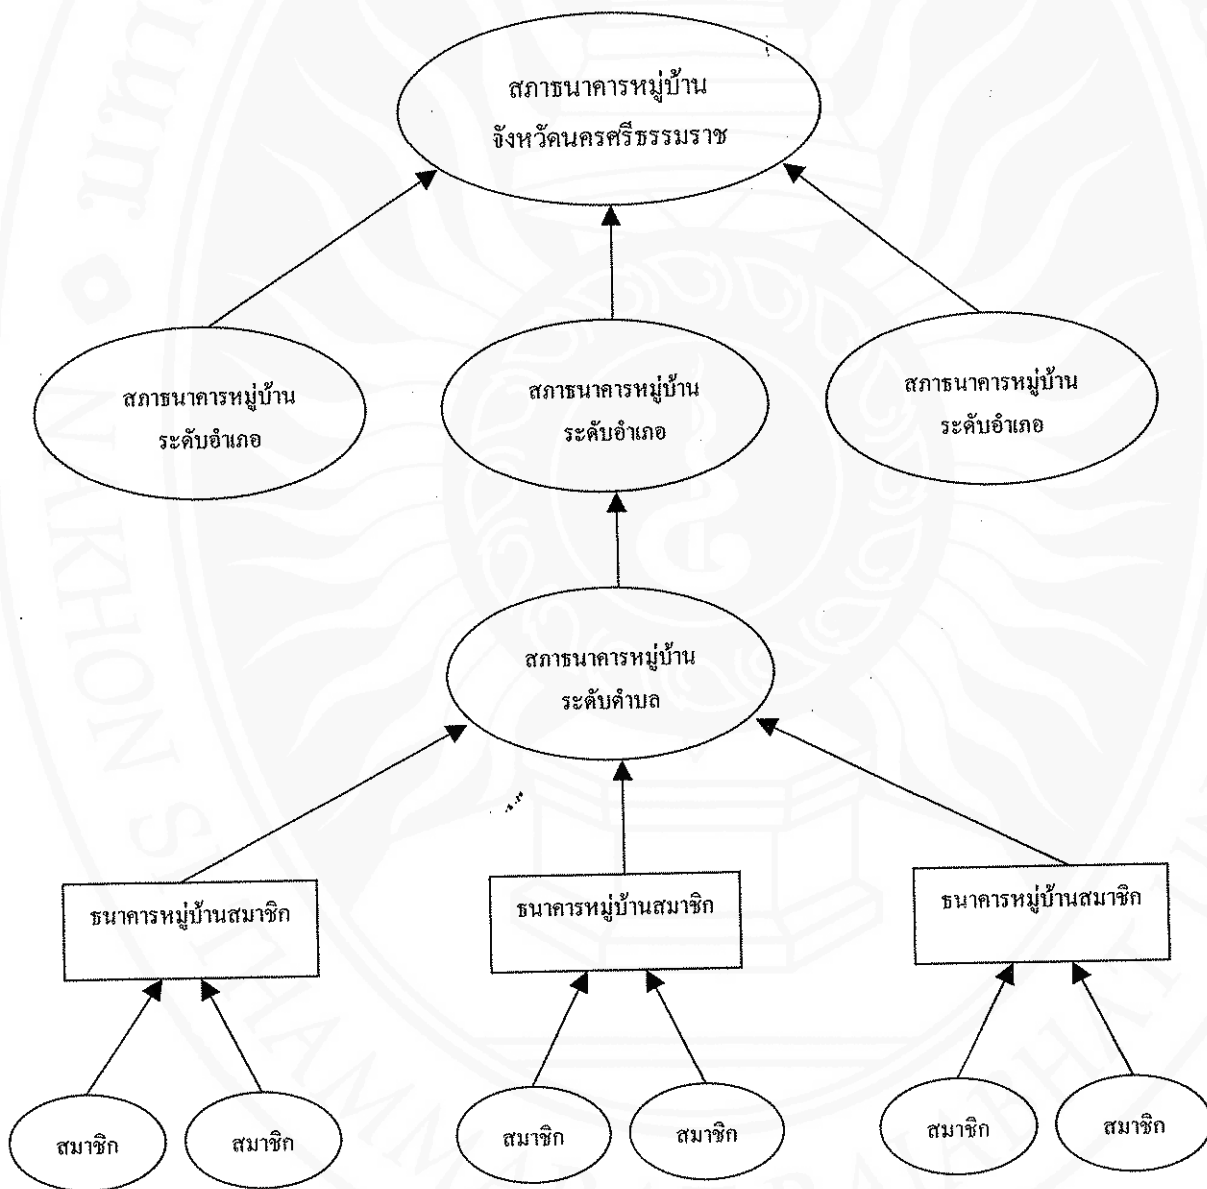 สภาธนาคารหมู่บ้าน
จังหวัดนครศรีธรรมราช
สภาธนาคารหมู่บ้าน
ระดับอำเภอ
สภาธนาคารหมู่บ้าน
ระดับอำเภอ
สภาธนาคารหมู่บ้าน
ระดับอำเภอ
สภาธนาคารหมู่บ้าน
ระดับตำบล
ธนาคารหมู่บ้านสมาชิก
ธนาคารหมู่บ้านสมาชิก
ธนาคารหมู่บ้านสมาชิก
สมาชิก
สมาชิก
สมาชิก
สมาชิก
สมาชิก
สมาชิก
NAKHON